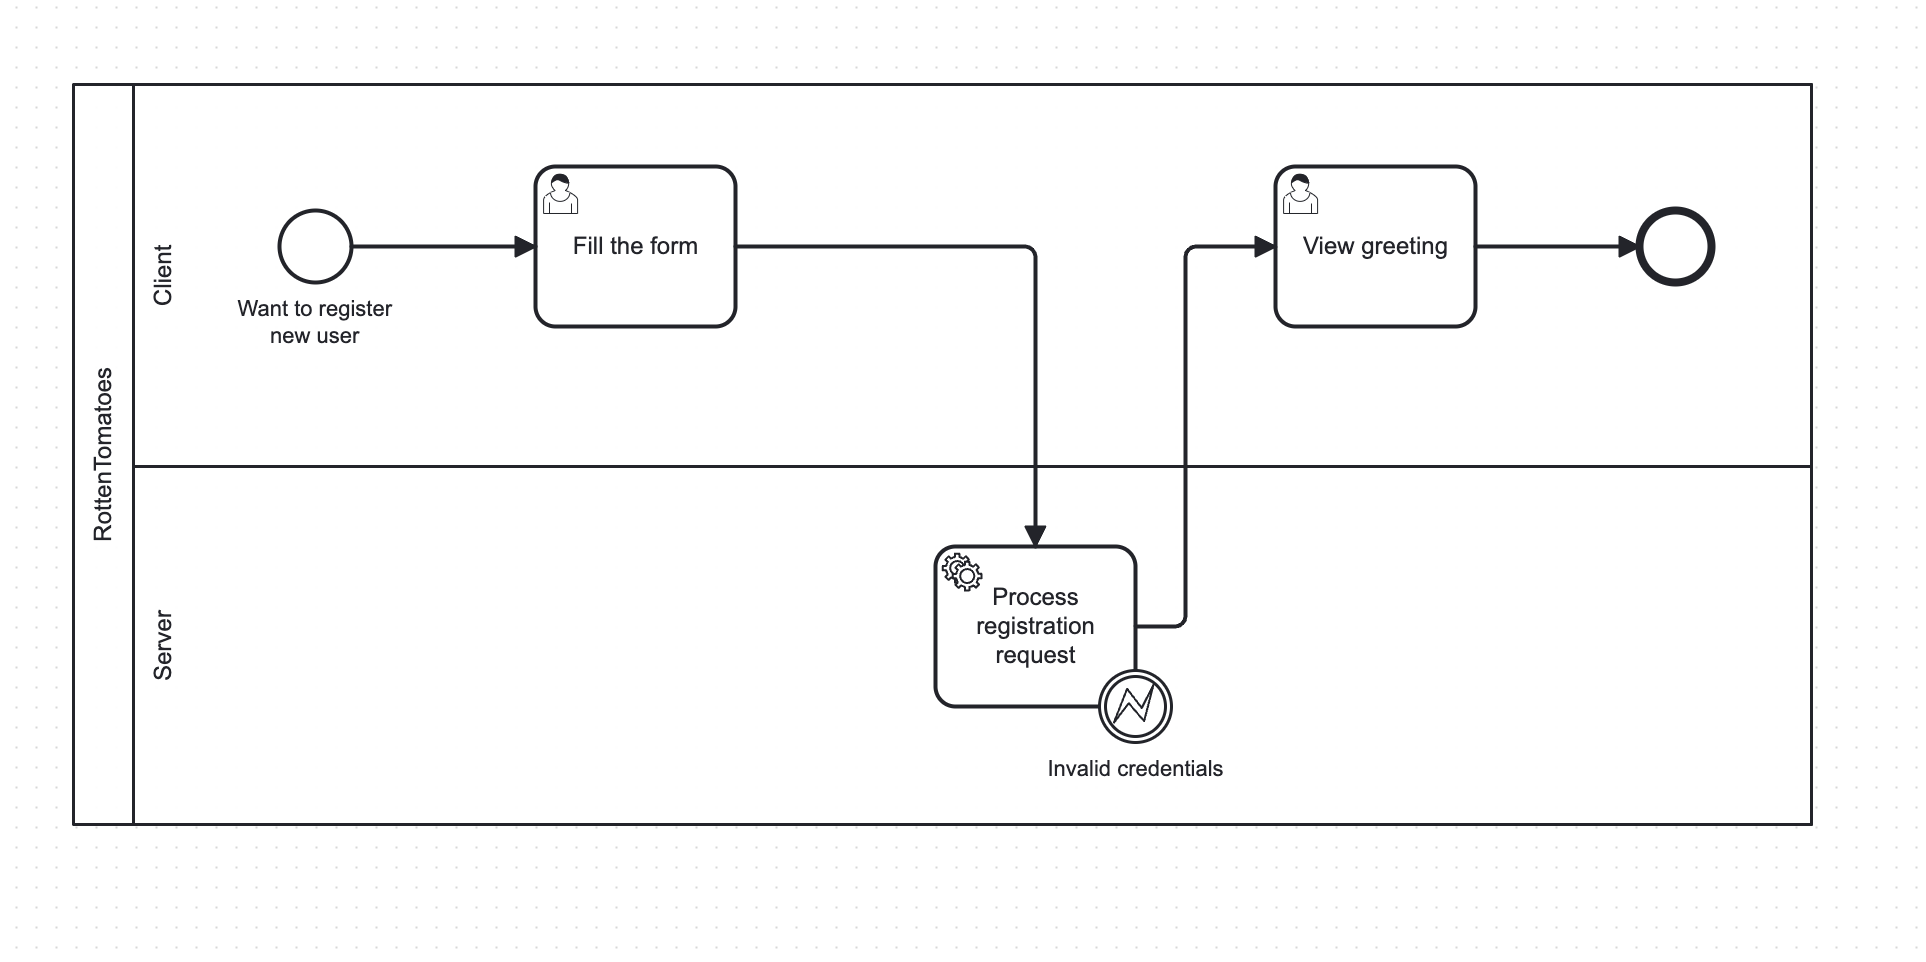 RottenTomatoes
Client
Want to register
new user
Fill the form
View greeting
Server
Process
registration
request
Invalid credentials